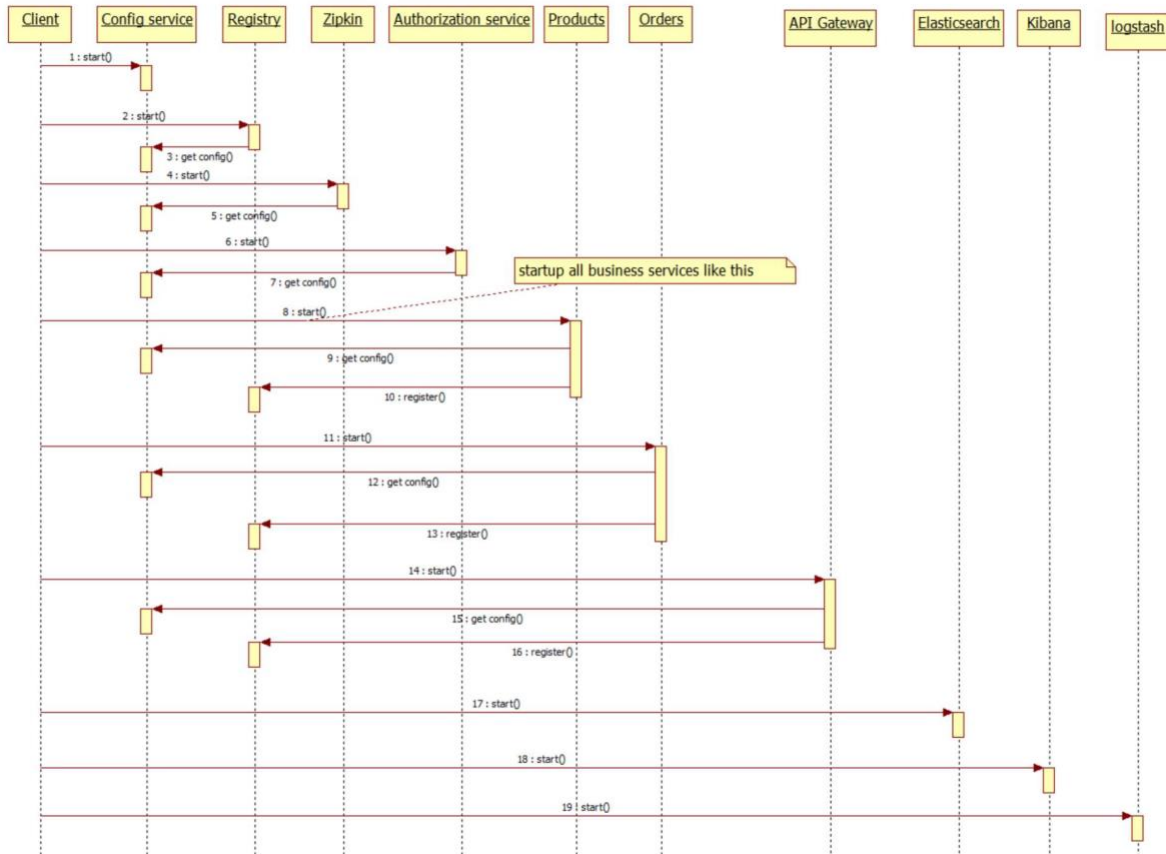 Client
Config service
Registry
Zipkin
Authorization service
Products
Orders
API Gateway
Elasticsearch
Kibana
logstash
1 : start()
2 : start()
3 : get config()
4 : start()
5 : get config()
6 : start()
7 : get config()
startup all business services like this
8 : start()
9 : get config()
10 : register()
11 : start()
12 : get config()
13 : register()
14 : start()
15 : get config()
16 : register()
17 : start()
18 : start()
19 : start()